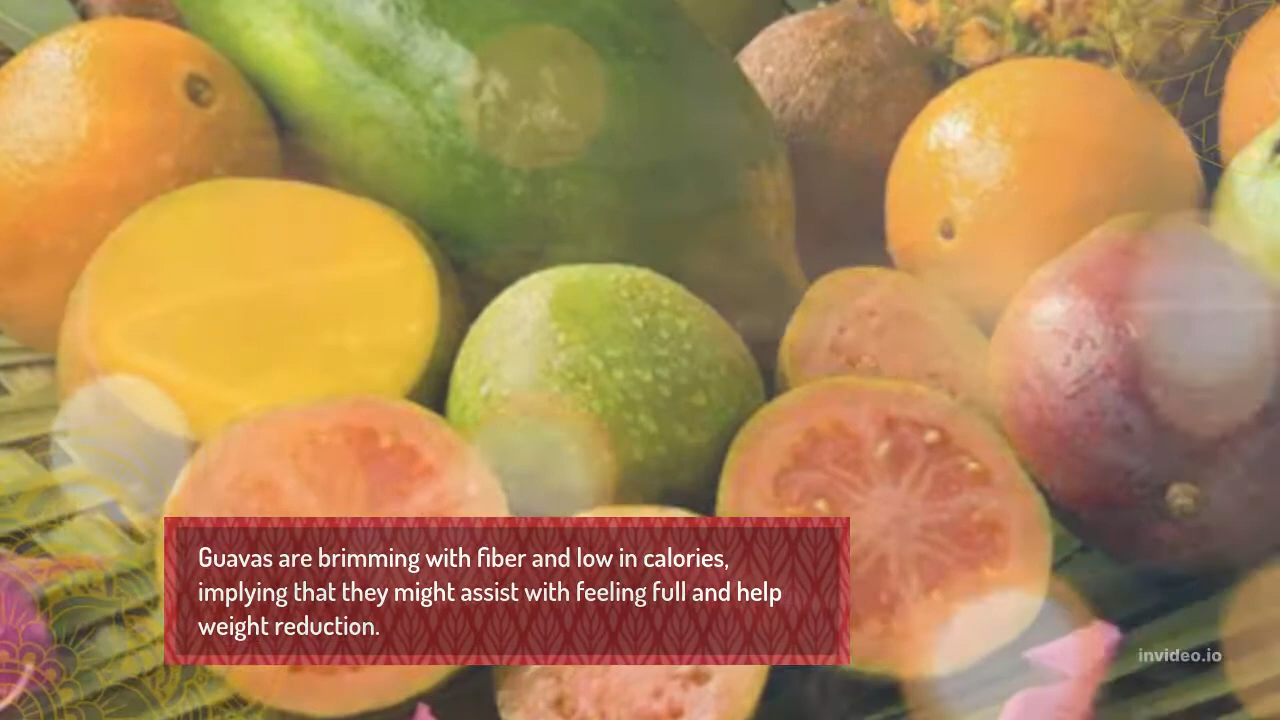 Guavas are brimming with fiber and low in calories,
implying that they might assist with feeling full and help
weight reduction.
invideo.io